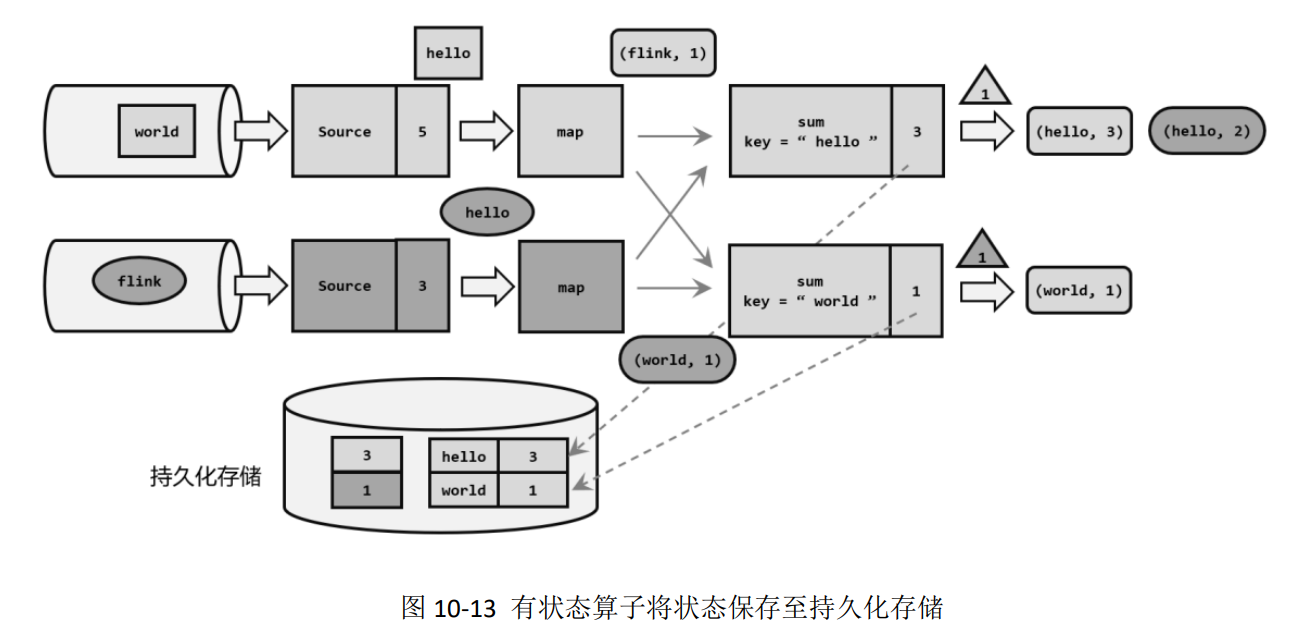 hello
(flink, 1)
world
Source
5
map
sum
key = “ hello ”
3
1
(hello, 3)
(hello, 2)
hello
flink
Source
3
map
sum
key = “ world ”
1
1
(world, 1)
(world, 1)
持久化存储
3
hello
3
1
world
1
图 10-13 有状态算子将状态保存至持久化存储